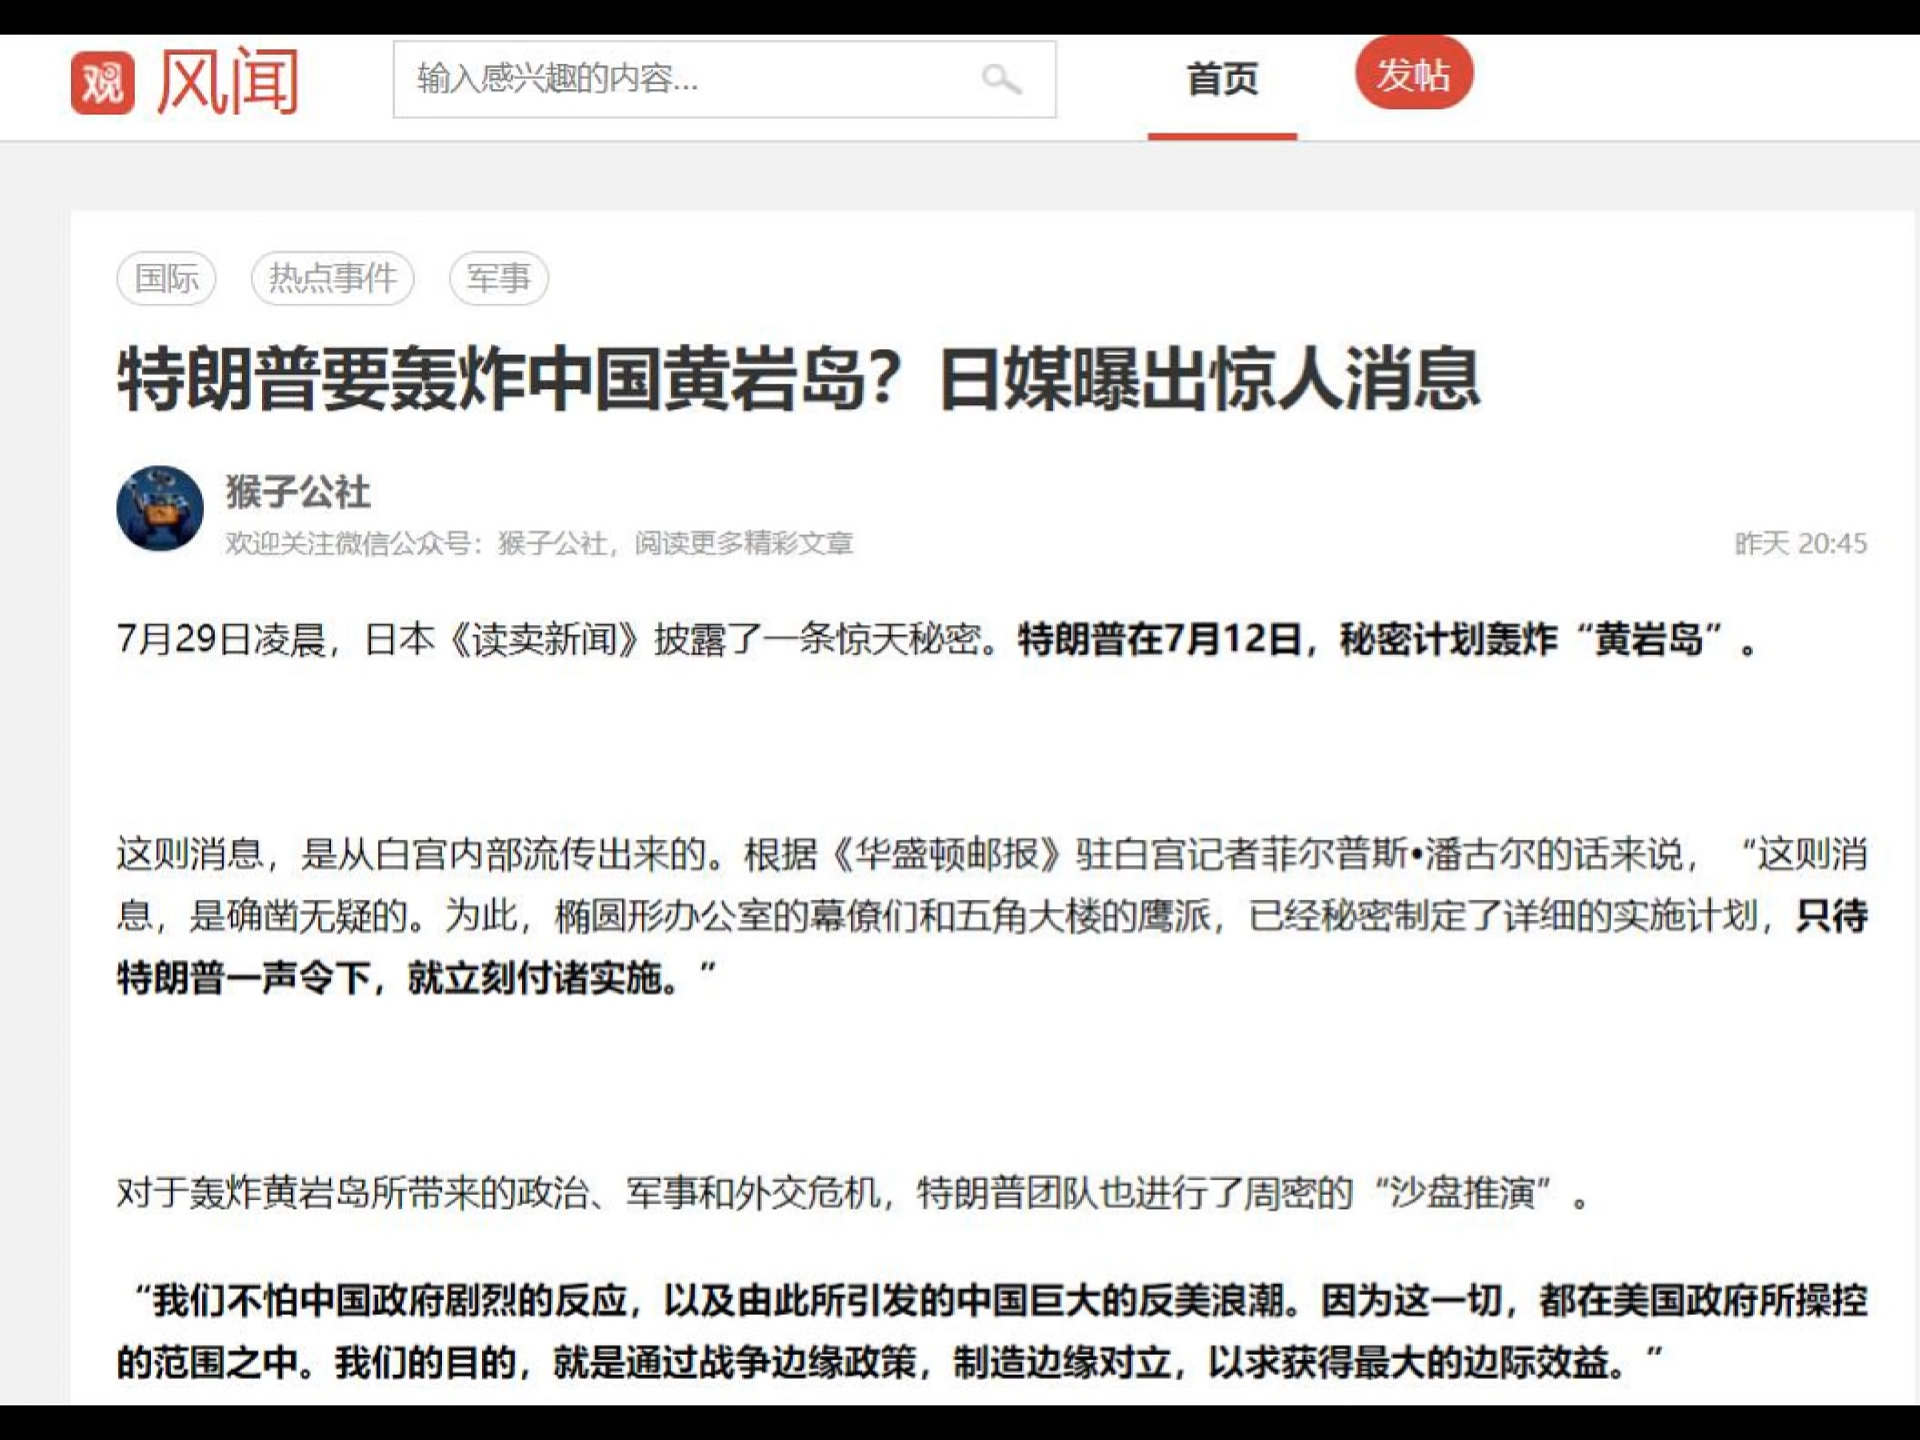 观 风闻
输入感兴趣的内容...
首页
发帖
国际 热点事件 军事
特朗普要轰炸中国黄岩岛？日媒曝出惊人消息
猴子公社
欢迎关注微信公众号：猴子公社，阅读更多精彩文章
昨天 20:45
7月29日凌晨，日本《读卖新闻》披露了一条惊天秘密。特朗普在7月12日，秘密计划轰炸“黄岩岛”。
这则消息，是从白宫内部流传出来的。根据《华盛顿邮报》驻白宫记者菲尔普斯•潘古尔的话来说，“这则消
息，是确凿无疑的。为此，椭圆形办公室的幕僚们和五角大楼的鹰派，已经秘密制定了详细的实施计划，只待
特朗普一声令下，就立刻付诸实施。”
对于轰炸黄岩岛所带来的政治、军事和外交危机，特朗普团队也进行了周密的“沙盘推演”。
“我们不怕中国政府剧烈的反应，以及由此所引发的中国巨大的反美浪潮。因为这一切，都在美国政府所操控
的范围之中。我们的目的，就是通过战争边缘政策，制造边缘对立，以求获得最大的边际效益。”